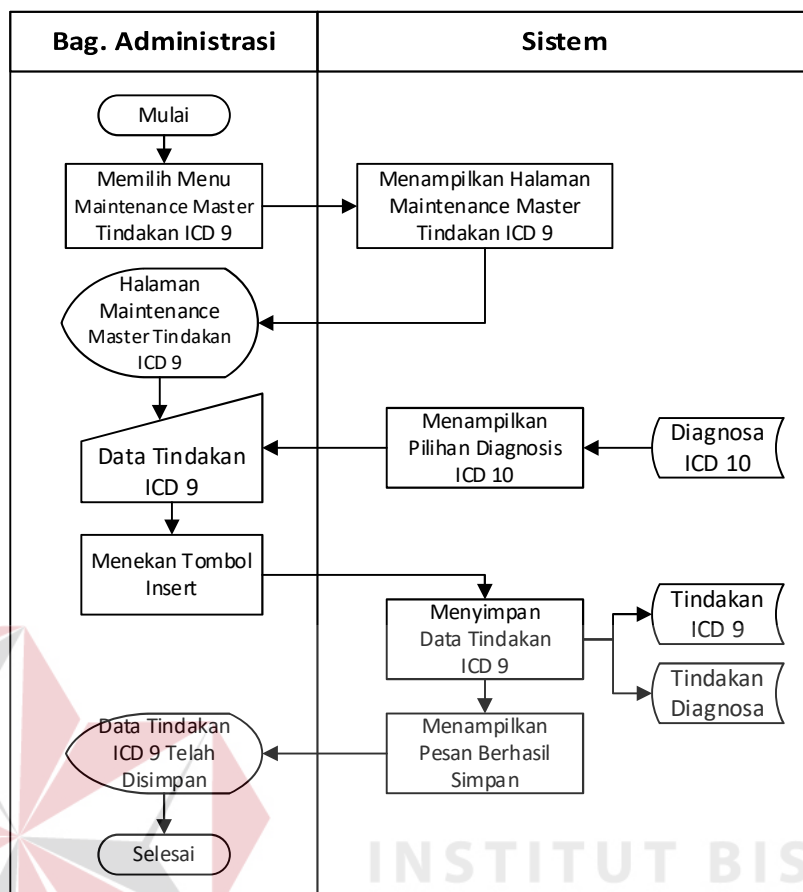 Bag. Administrasi
Sistem
Mulai
Memilih Menu
Maintenance Master
Tindakan ICD 9
Menampilkan Halaman
Maintenance Master
Tindakan ICD 9
Halaman
Maintenance
Master Tindakan
ICD 9
Data Tindakan
ICD 9
Menampilkan
Pilihan Diagnosis
ICD 10
Diagnosa
ICD 10
Menekan Tombol
Insert
Menyimpan
Data Tindakan
ICD 9
Tindakan
ICD 9
Tindakan
Diagnosa
Data Tindakan
ICD 9 Telah
Disimpan
Menampilkan
Pesan Berhasil
Simpan
Selesai
INSTITUT BIS